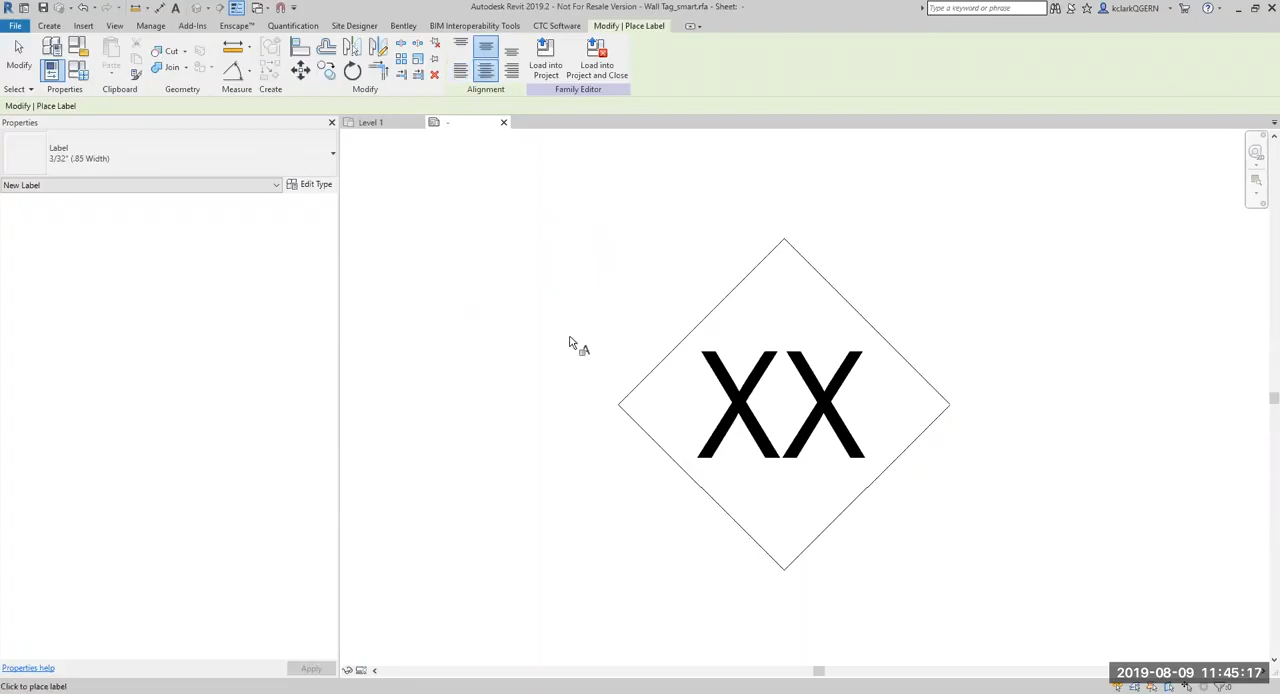 Autodesk Revit 2019.2 - Not For Resale Version - Wall Tag_smart.rfa - Sheet: -
Type a keyword or phrase
kclarkQGERN
File Create Insert View Manage Add-Ins Enscape™ Quantification Site Designer Bentley BIM Interoperability Tools CTC Software Modify | Place Label
Modify Paste Cut Join Load into Project Load into Project and Close
Select Properties Clipboard Geometry Measure Create Modify Alignment Family Editor
Modify | Place Label
Properties
Level 1
-
Label
3/32" (.85 Width)
New Label
Edit Type
XX
A
Properties help
Apply
2019-08-09 11:45:17
Click to place label
:0